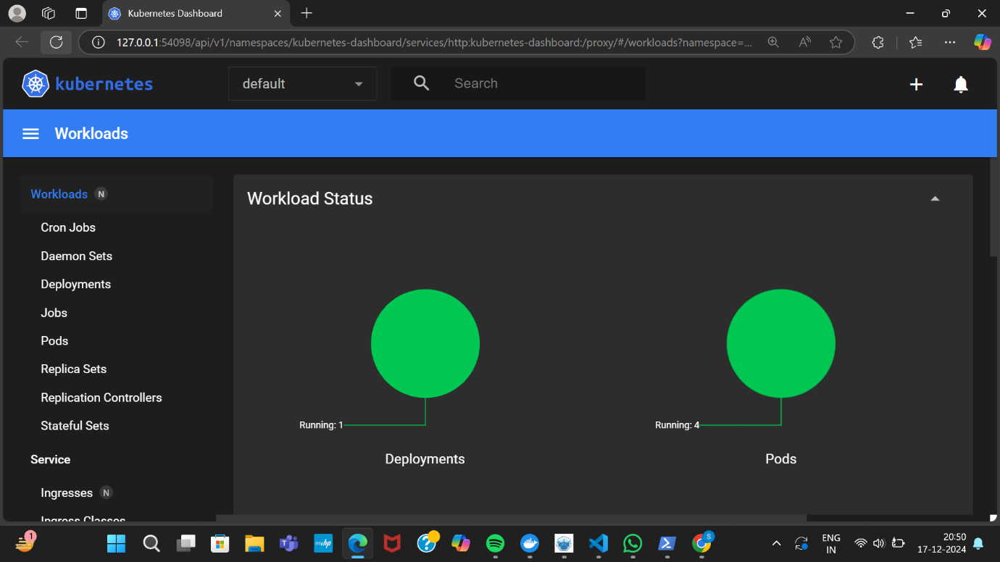 Kubernetes Dashboard
127.0.0.1:54098/api/v1/namespaces/kubernetes-dashboard/services/http:kubernetes-dashboard:/proxy/#/workloads?namespace=...
kubernetes
default
Search
Workloads
Workloads N
Workload Status
Cron Jobs
Daemon Sets
Deployments
Jobs
Pods
Replica Sets
Replication Controllers
Stateful Sets
Service
Ingresses N
Ingress Classes
Running: 1
Running: 4
Deployments
Pods
1
myhp
S
ENG
IN
20:50
17-12-2024